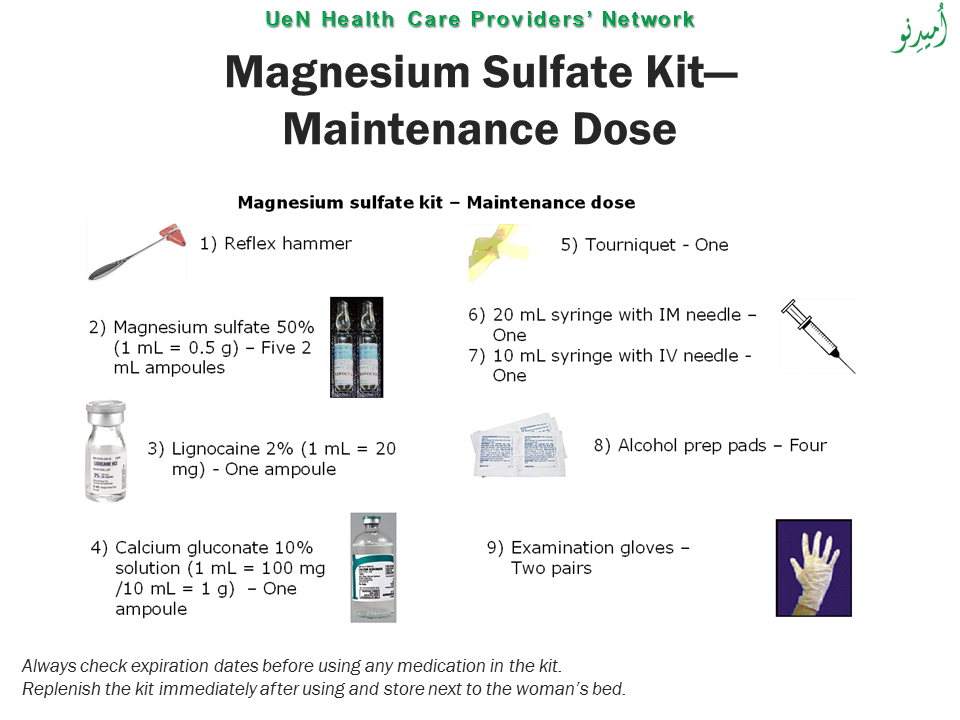 UeN Health Care Providers’ Network
أُميدِنو
Magnesium Sulfate Kit—
Maintenance Dose
Magnesium sulfate kit – Maintenance dose
1) Reflex hammer
2) Magnesium sulfate 50%
(1 mL = 0.5 g) – Five 2
mL ampoules
3) Lignocaine 2% (1 mL = 20
mg) - One ampoule
4) Calcium gluconate 10%
solution (1 mL = 100 mg
/10 mL = 1 g) – One
ampoule
5) Tourniquet - One
6) 20 mL syringe with IM needle –
One
7) 10 mL syringe with IV needle -
One
8) Alcohol prep pads – Four
9) Examination gloves –
Two pairs
Always check expiration dates before using any medication in the kit.
Replenish the kit immediately after using and store next to the woman’s bed.